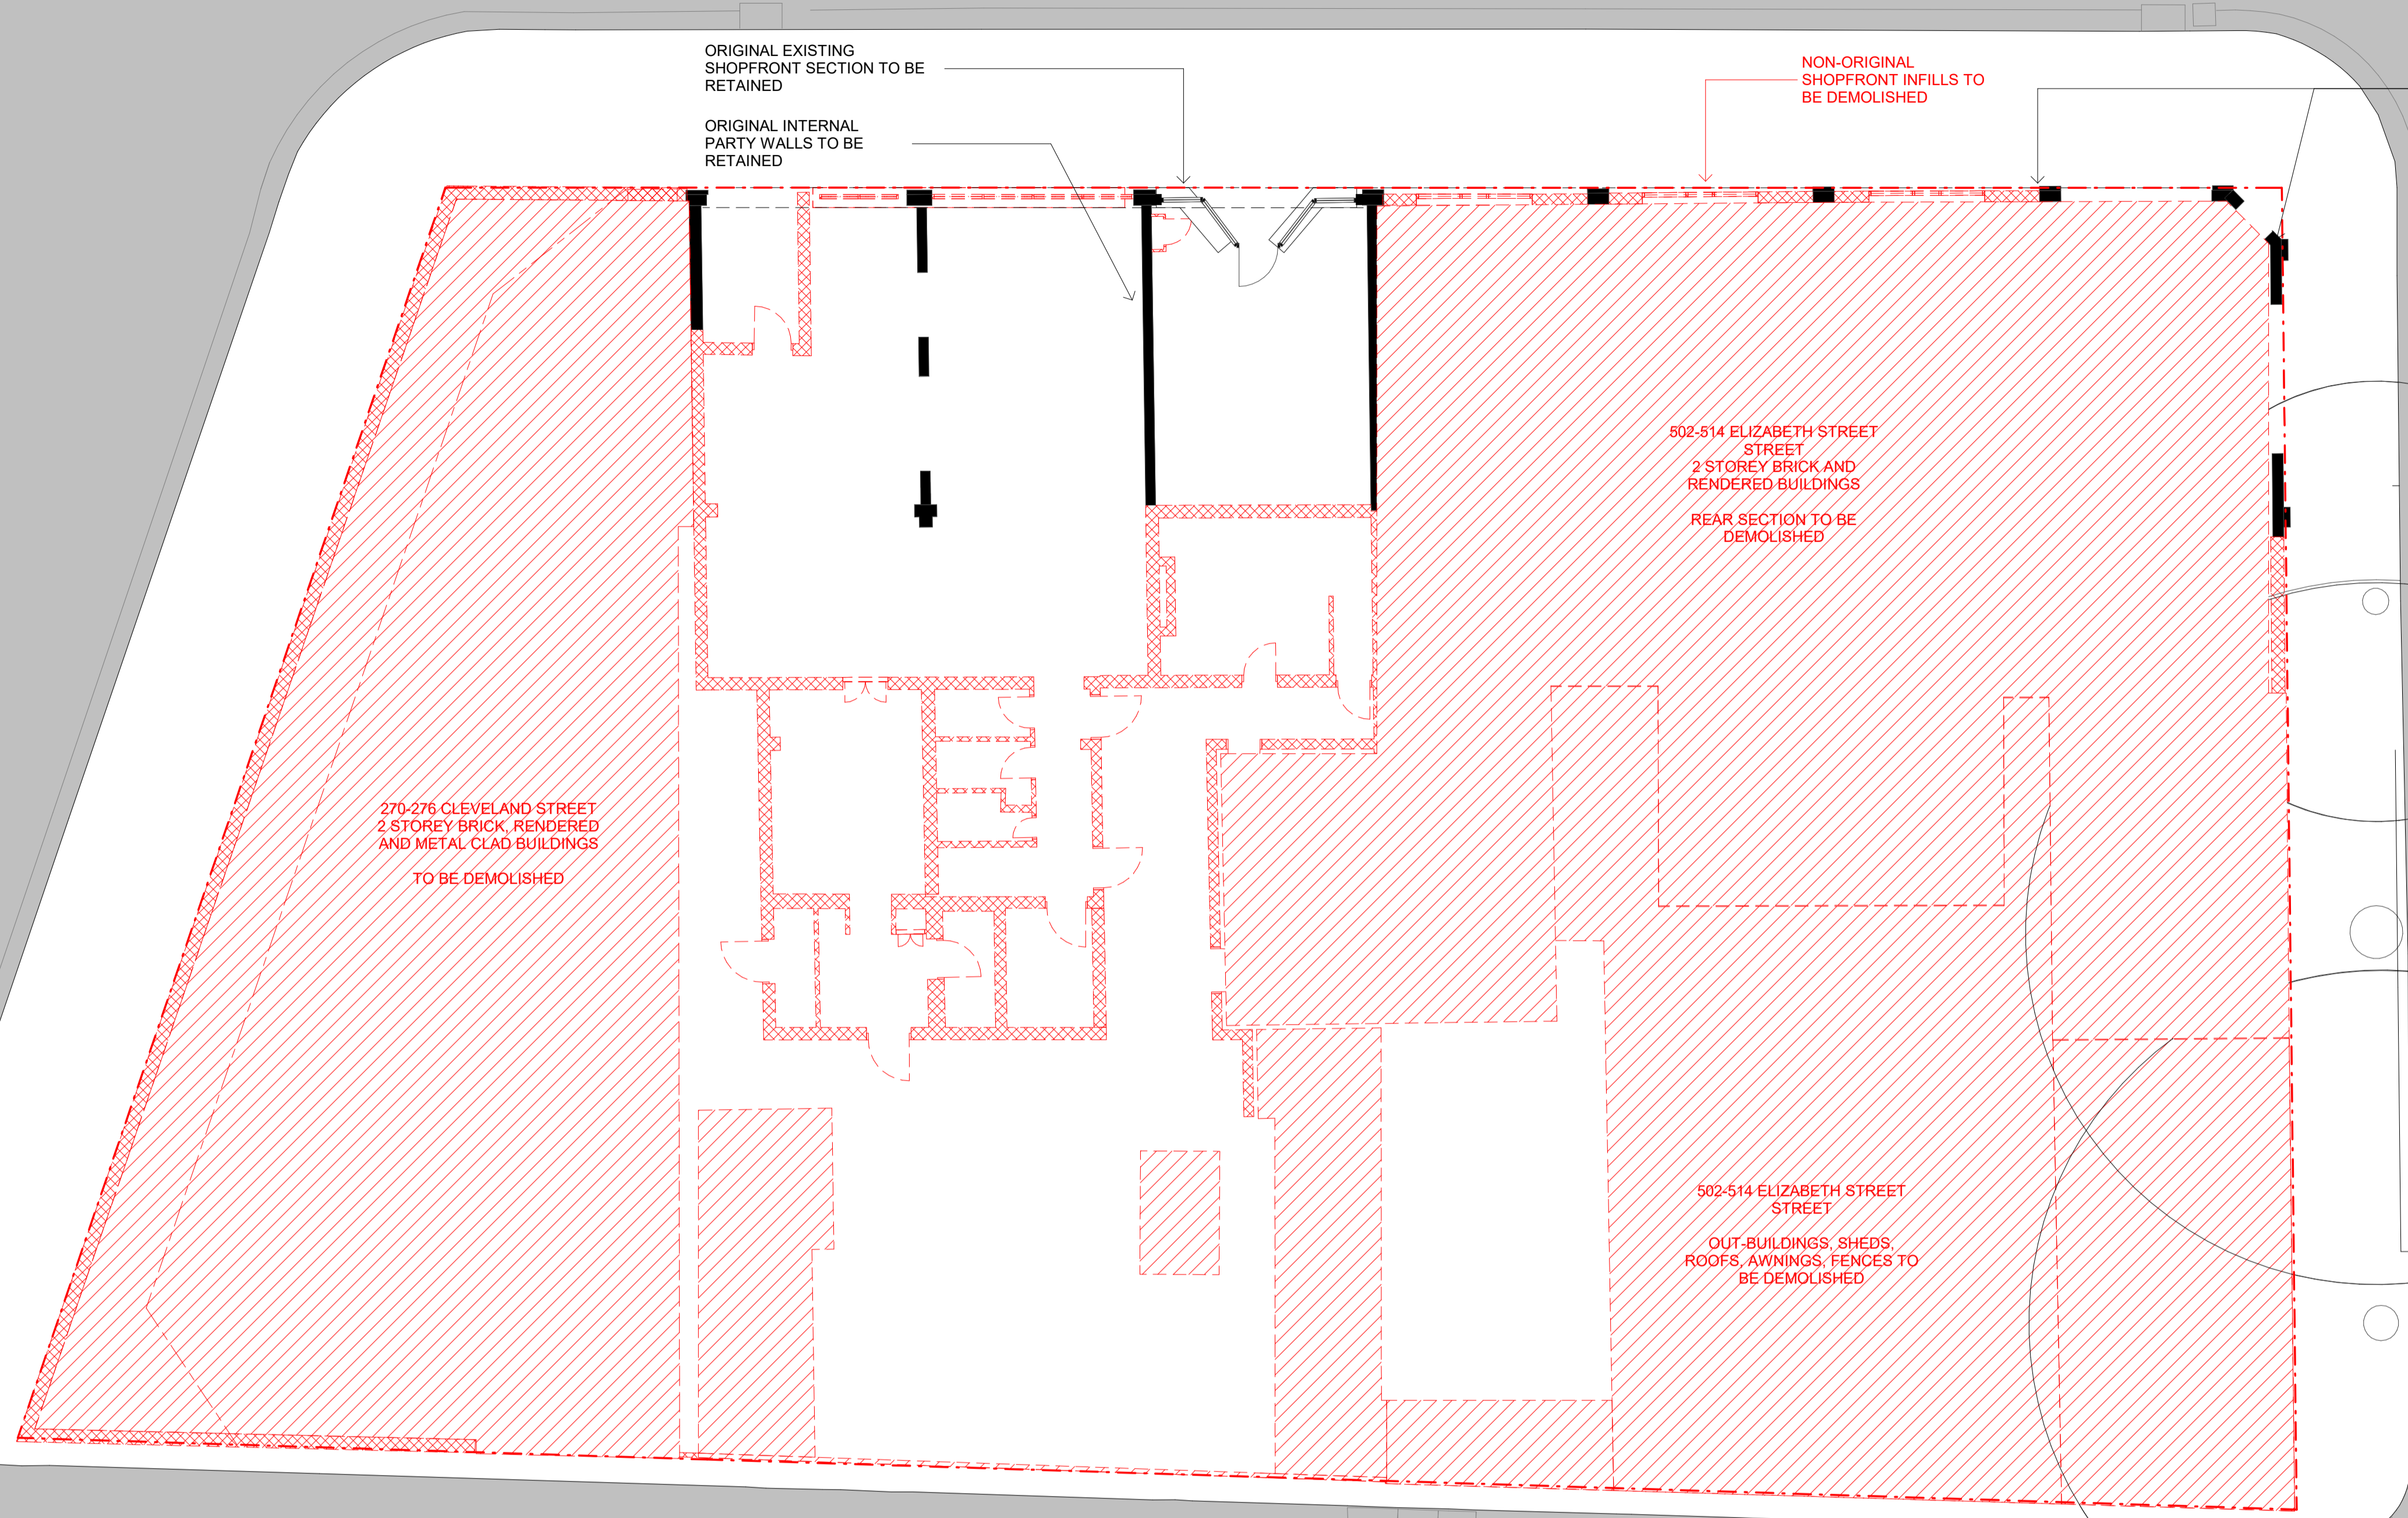 ORIGINAL EXISTING
SHOPFRONT SECTION TO BE
RETAINED
ORIGINAL INTERNAL
PARTY WALLS TO BE
RETAINED
NON-ORIGINAL
SHOPFRONT INFILLS TO
BE DEMOLISHED
502-514 ELIZABETH STREET
STREET
2 STOREY BRICK AND
RENDERED BUILDINGS
REAR SECTION TO BE
DEMOLISHED
270-276 CLEVELAND STREET
2 STOREY BRICK, RENDERED
AND METAL CLAD BUILDINGS
TO BE DEMOLISHED
502-514 ELIZABETH STREET
STREET
OUT-BUILDINGS, SHEDS,
ROOFS, AWNINGS, FENCES TO
BE DEMOLISHED